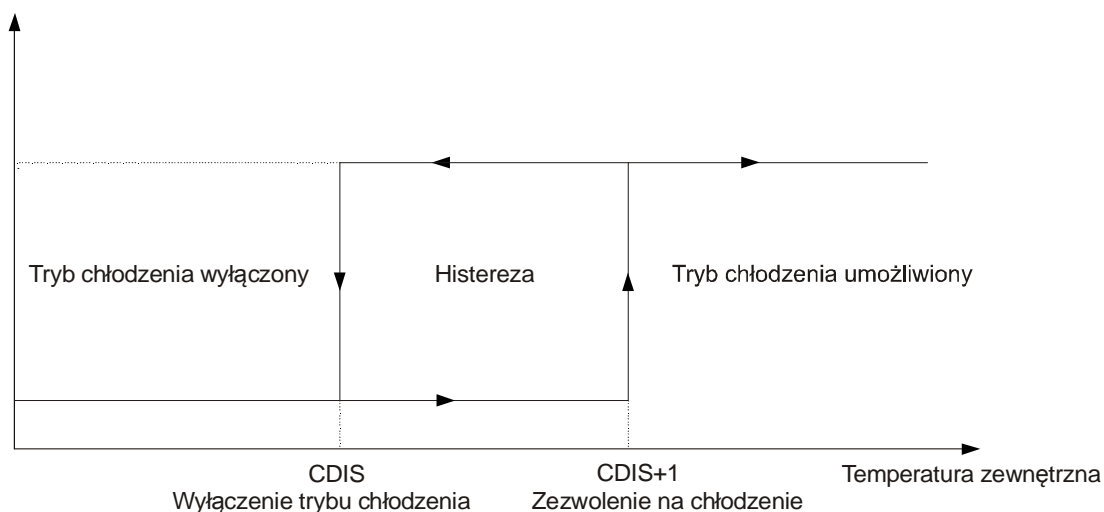 Tryb chłodzenia wyłączony
Histereza
Tryb chłodzenia umożliwiony
CDIS
Wyłączenie trybu chłodzenia
CDIS+1
Zezwolenie na chłodzenie
Temperatura zewnętrzna